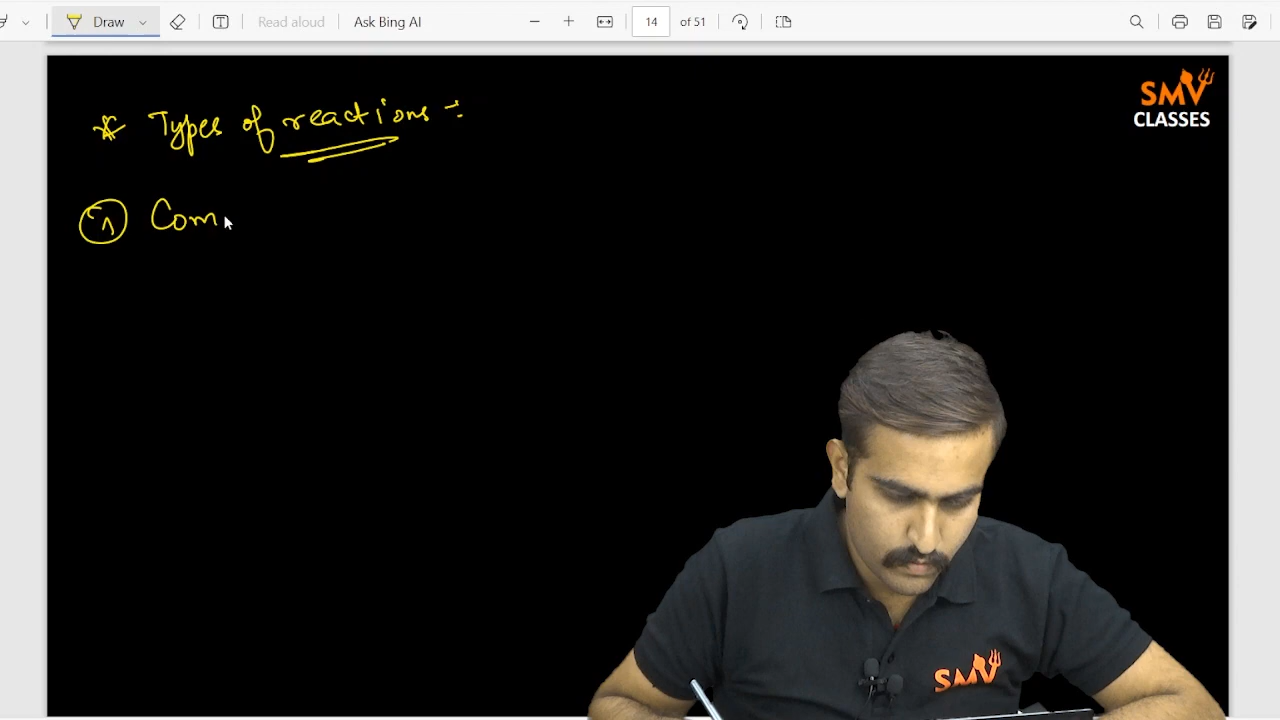 Draw
Read aloud
Ask Bing AI
14 of 51
SMV
CLASSES
* Types of reactions :-
1 Com
SMV